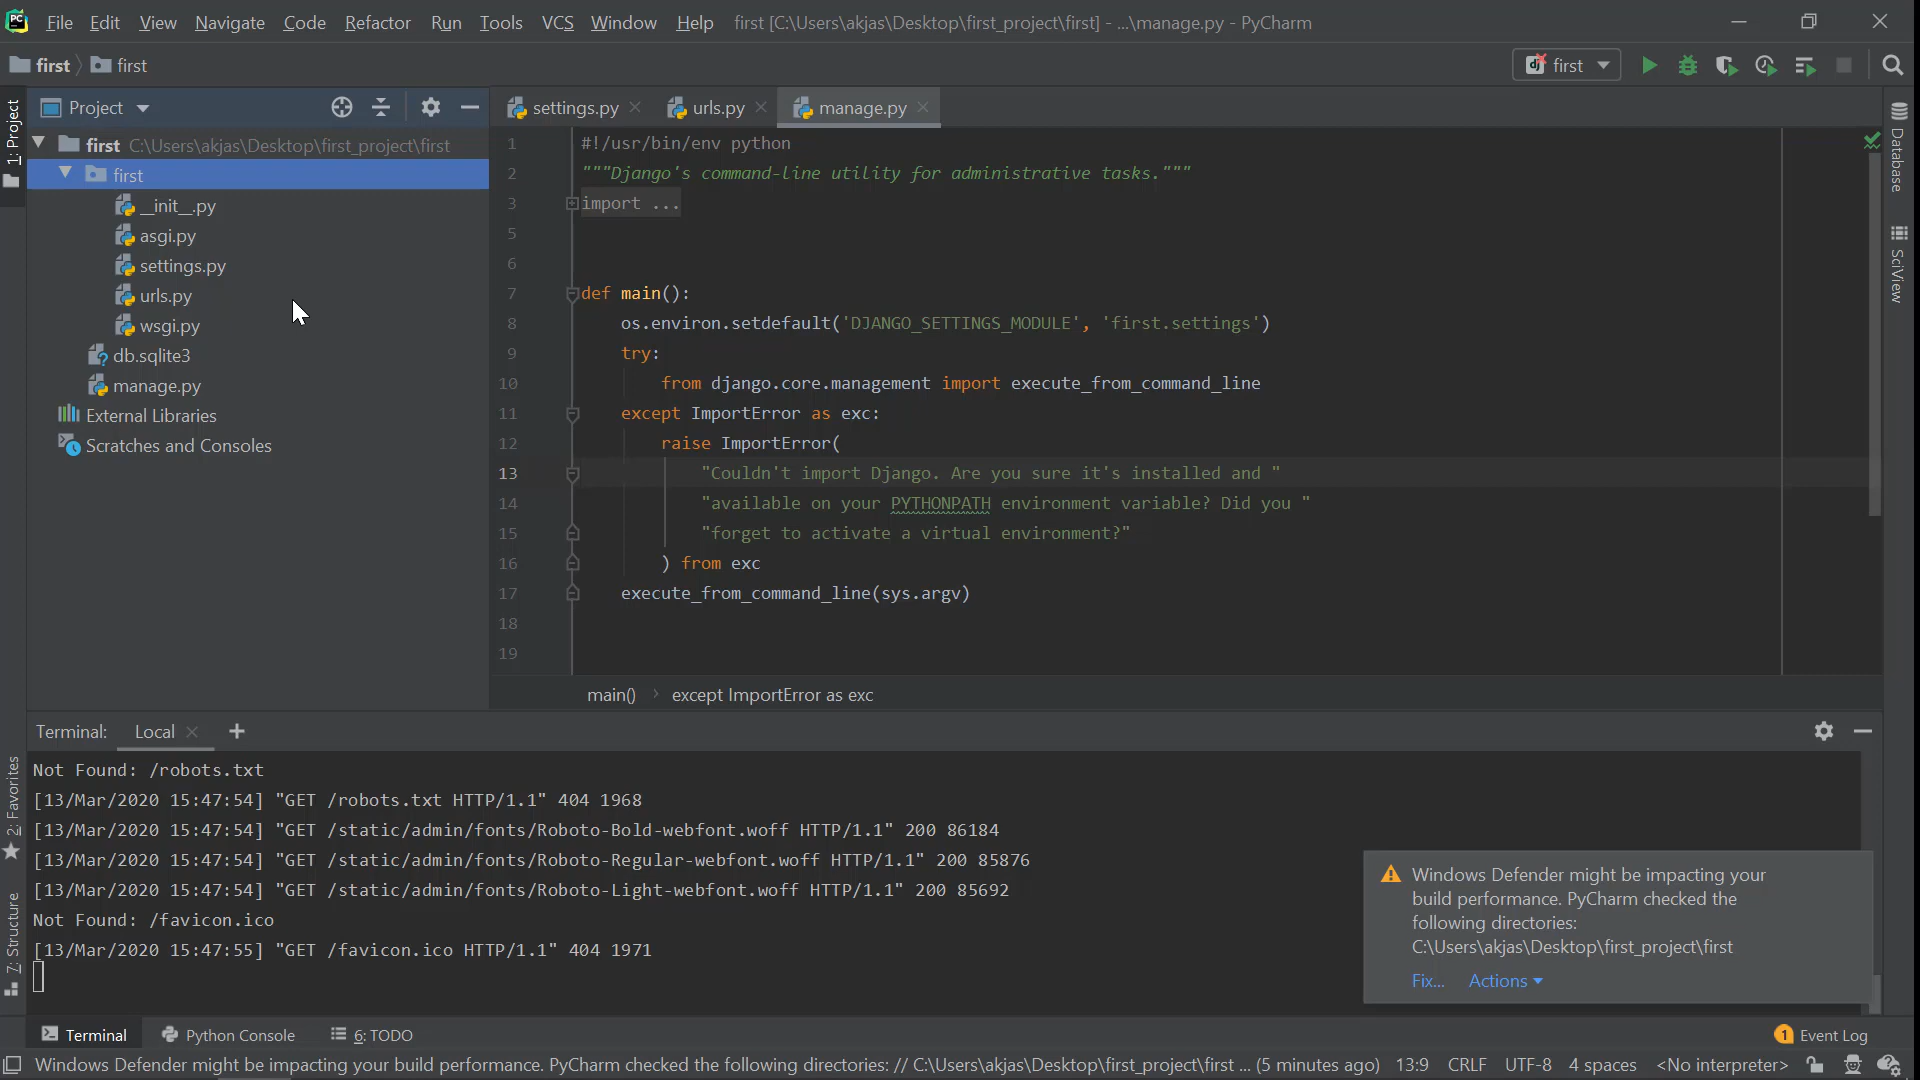 PC File Edit View Navigate Code Refactor Run Tools VCS Window Help first [C:\Users\akjas\Desktop\first_project\first] - ...\manage.py - PyCharm
first first
dj first
Project
settings.py urls.py manage.py
1: Project
first C:\Users\akjas\Desktop\first_project\first
first
__init__.py
asgi.py
settings.py
urls.py
wsgi.py
db.sqlite3
manage.py
External Libraries
Scratches and Consoles
1 #!/usr/bin/env python
2 """Django's command-line utility for administrative tasks."""
3 import ...
5
6
7 def main():
8 os.environ.setdefault('DJANGO_SETTINGS_MODULE', 'first.settings')
9 try:
10 from django.core.management import execute_from_command_line
11 except ImportError as exc:
12 raise ImportError(
13 "Couldn't import Django. Are you sure it's installed and "
14 "available on your PYTHONPATH environment variable? Did you "
15 "forget to activate a virtual environment?"
16 ) from exc
17 execute_from_command_line(sys.argv)
18
19
main() › except ImportError as exc
Database
SciView
Terminal: Local
Not Found: /robots.txt
[13/Mar/2020 15:47:54] "GET /robots.txt HTTP/1.1" 404 1968
[13/Mar/2020 15:47:54] "GET /static/admin/fonts/Roboto-Bold-webfont.woff HTTP/1.1" 200 86184
[13/Mar/2020 15:47:54] "GET /static/admin/fonts/Roboto-Regular-webfont.woff HTTP/1.1" 200 85876
[13/Mar/2020 15:47:54] "GET /static/admin/fonts/Roboto-Light-webfont.woff HTTP/1.1" 200 85692
Not Found: /favicon.ico
[13/Mar/2020 15:47:55] "GET /favicon.ico HTTP/1.1" 404 1971
2: Favorites
7: Structure
Windows Defender might be impacting your
build performance. PyCharm checked the
following directories:
C:\Users\akjas\Desktop\first_project\first
Fix... Actions
Terminal Python Console 6: TODO 1 Event Log
Windows Defender might be impacting your build performance. PyCharm checked the following directories: // C:\Users\akjas\Desktop\first_project\first ... (5 minutes ago) 13:9 CRLF UTF-8 4 spaces <No interpreter>